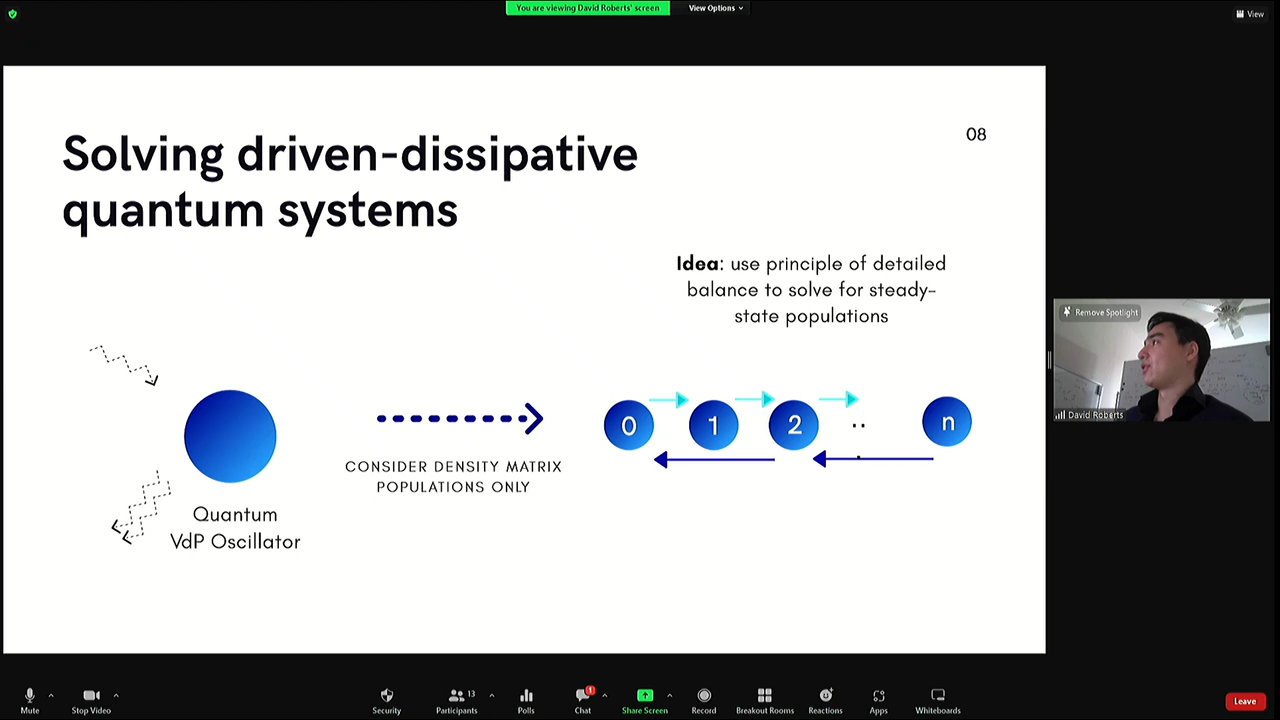 You are viewing David Roberts' screen
View Options
View
08
Solving driven-dissipative
quantum systems
Idea: use principle of detailed
balance to solve for steady-
state populations
Remove Spotlight
David Roberts
0
1
2
..
n
CONSIDER DENSITY MATRIX
POPULATIONS ONLY
Quantum
VdP Oscillator
Mute
Stop Video
Security
Participants
13
Polls
Chat
1
Share Screen
Record
Breakout Rooms
Reactions
Apps
Whiteboards
Leave